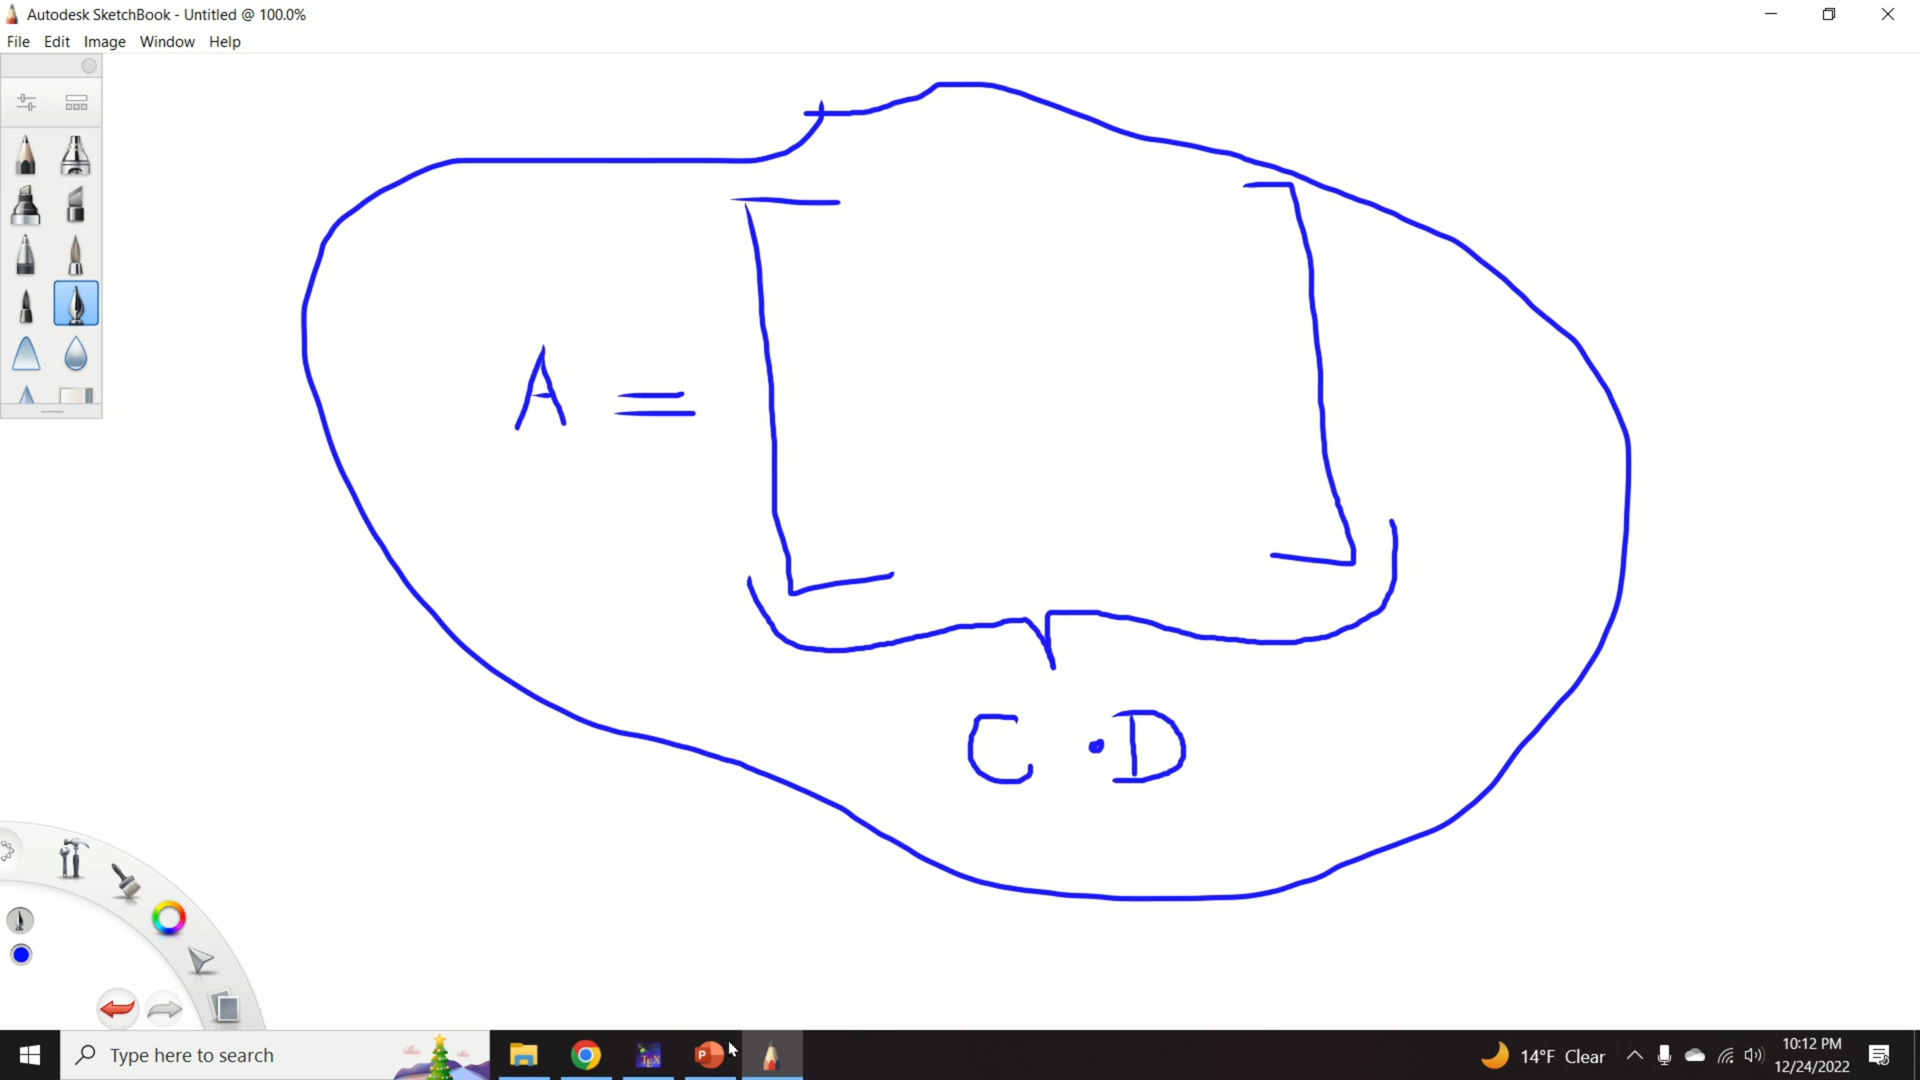 Autodesk SketchBook - Untitled @ 100.0%
File Edit Image Window Help
A = [ ]
C · D
Type here to search
TEX
P
14°F Clear
10:12 PM
12/24/2022